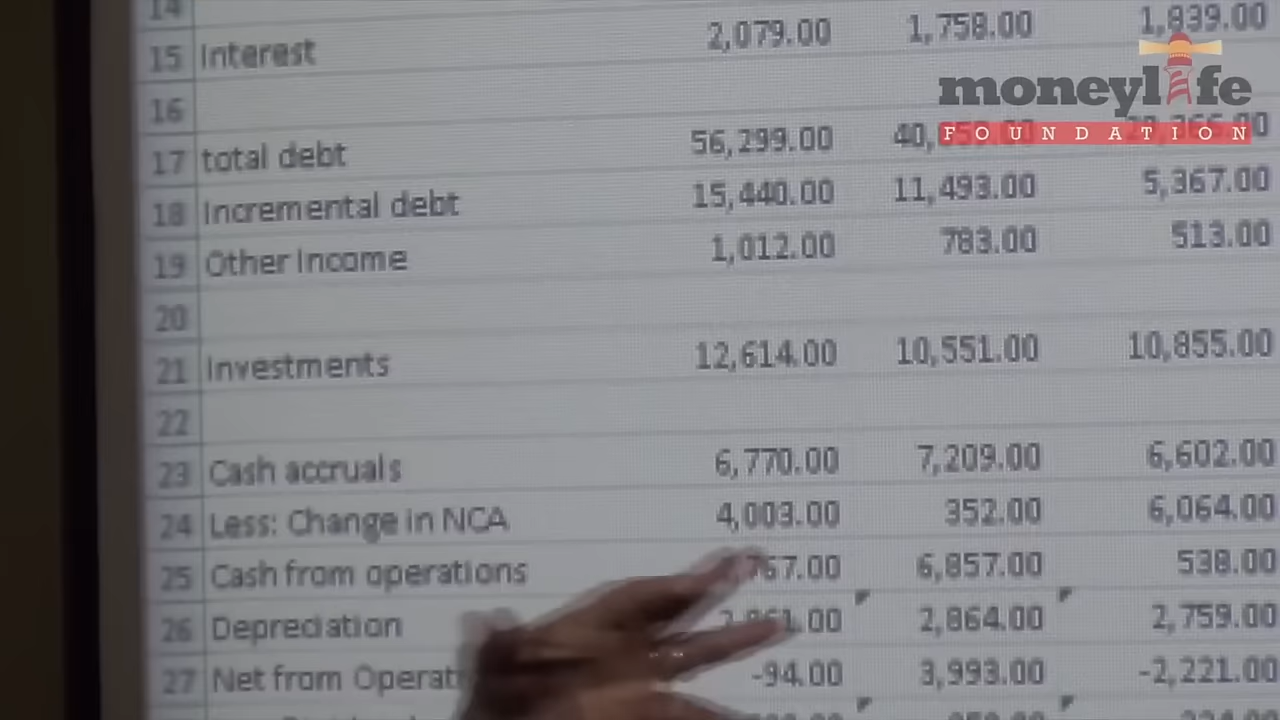 14
15 Interest 2,079.00 1,758.00 1,839.00
moneylife
FOUNDATION
16
17 total debt 56,299.00
18 Incremental debt 15,440.00 11,493.00 5,367.00
19 Other Income 1,012.00 783.00 513.00
20
21 Investments 12,614.00 10,551.00 10,855.00
22
23 Cash accruals 6,770.00 7,209.00 6,602.00
24 Less: Change in NCA 4,003.00 352.00 6,064.00
25 Cash from operations 6,857.00 538.00
26 Depreciation 2,864.00 2,759.00
27 Net from -94.00 3,993.00 -2,221.00